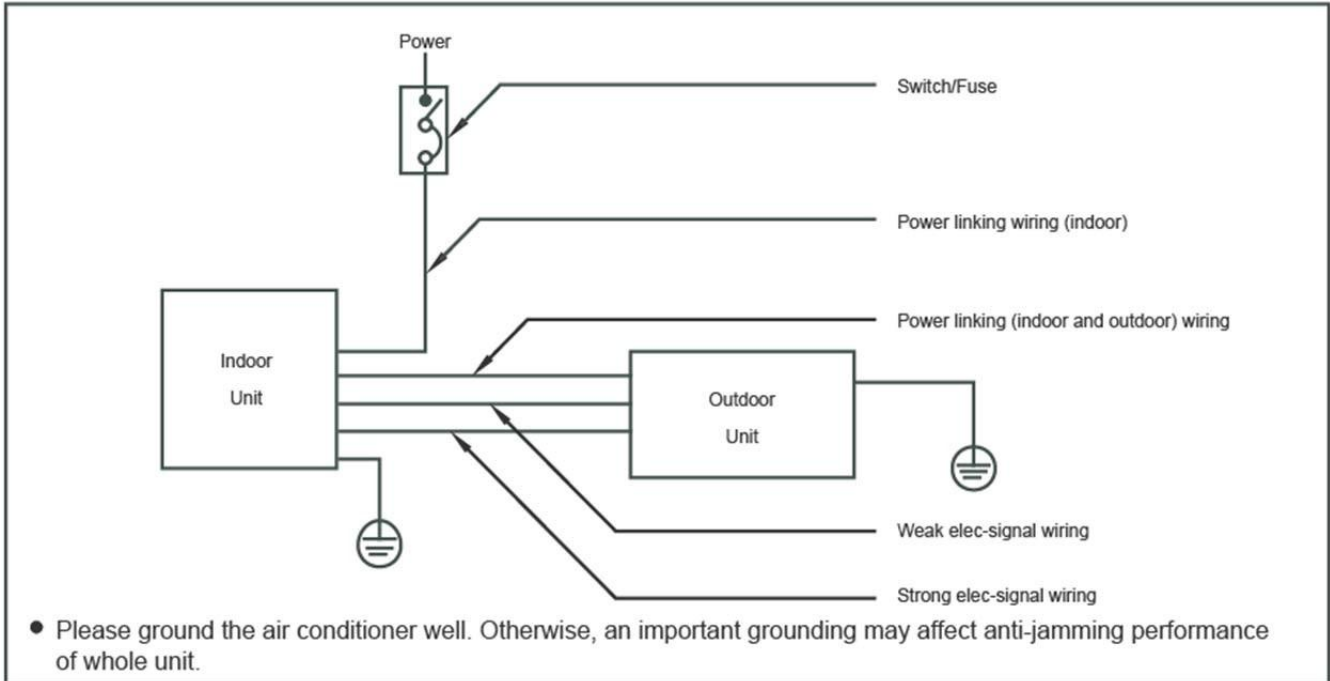 Power
Switch/Fuse
Power linking wiring (indoor)
Power linking (indoor and outdoor) wiring
Indoor
Unit
Outdoor
Unit
Weak elec-signal wiring
Strong elec-signal wiring
● Please ground the air conditioner well. Otherwise, an important grounding may affect anti-jamming performance
of whole unit.